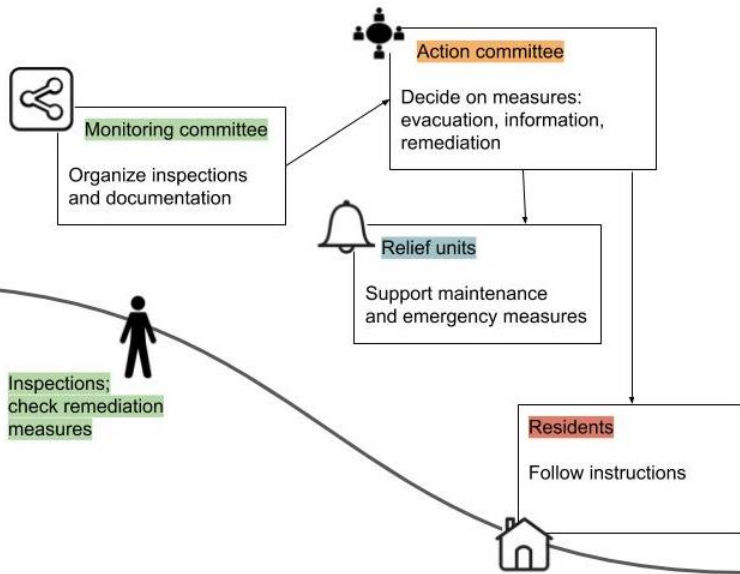 Action committee
Decide on measures:
evacuation, information,
remediation
Monitoring committee
Organize inspections
and documentation
Relief units
Support maintenance
and emergency measures
Inspections;
check remediation
measures
Residents
Follow instructions